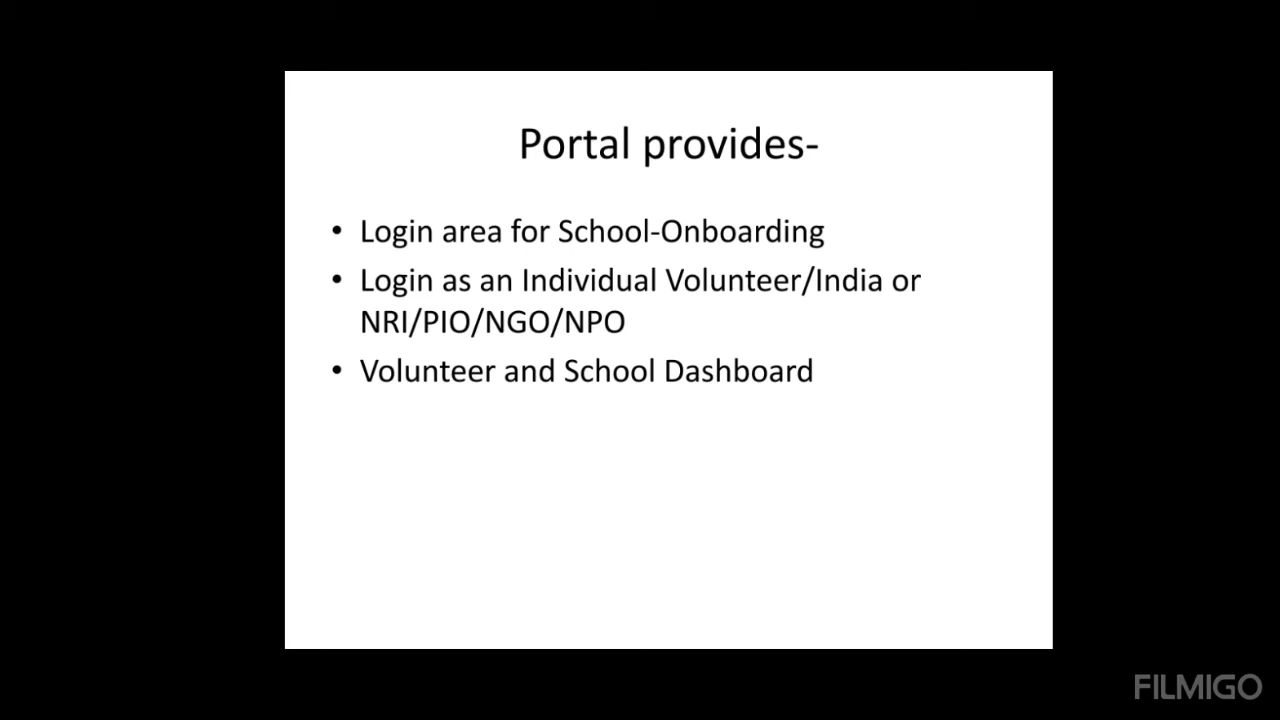 Portal provides-
• Login area for School-Onboarding
• Login as an Individual Volunteer/India or
NRI/PIO/NGO/NPO
• Volunteer and School Dashboard
FILMIGO